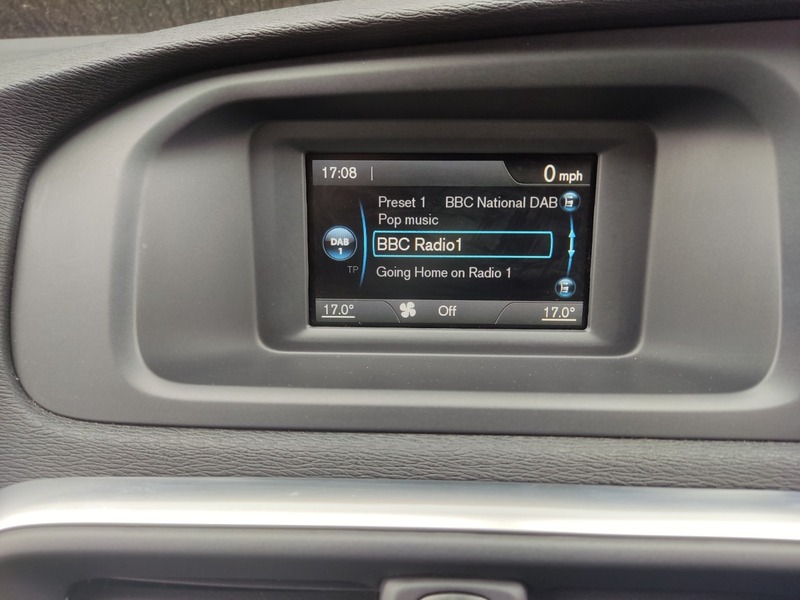 17:08 0 mph
Preset 1 BBC National DAB
Pop music
DAB
1
BBC Radio1
TP
Going Home on Radio 1
17.0° Off 17.0°